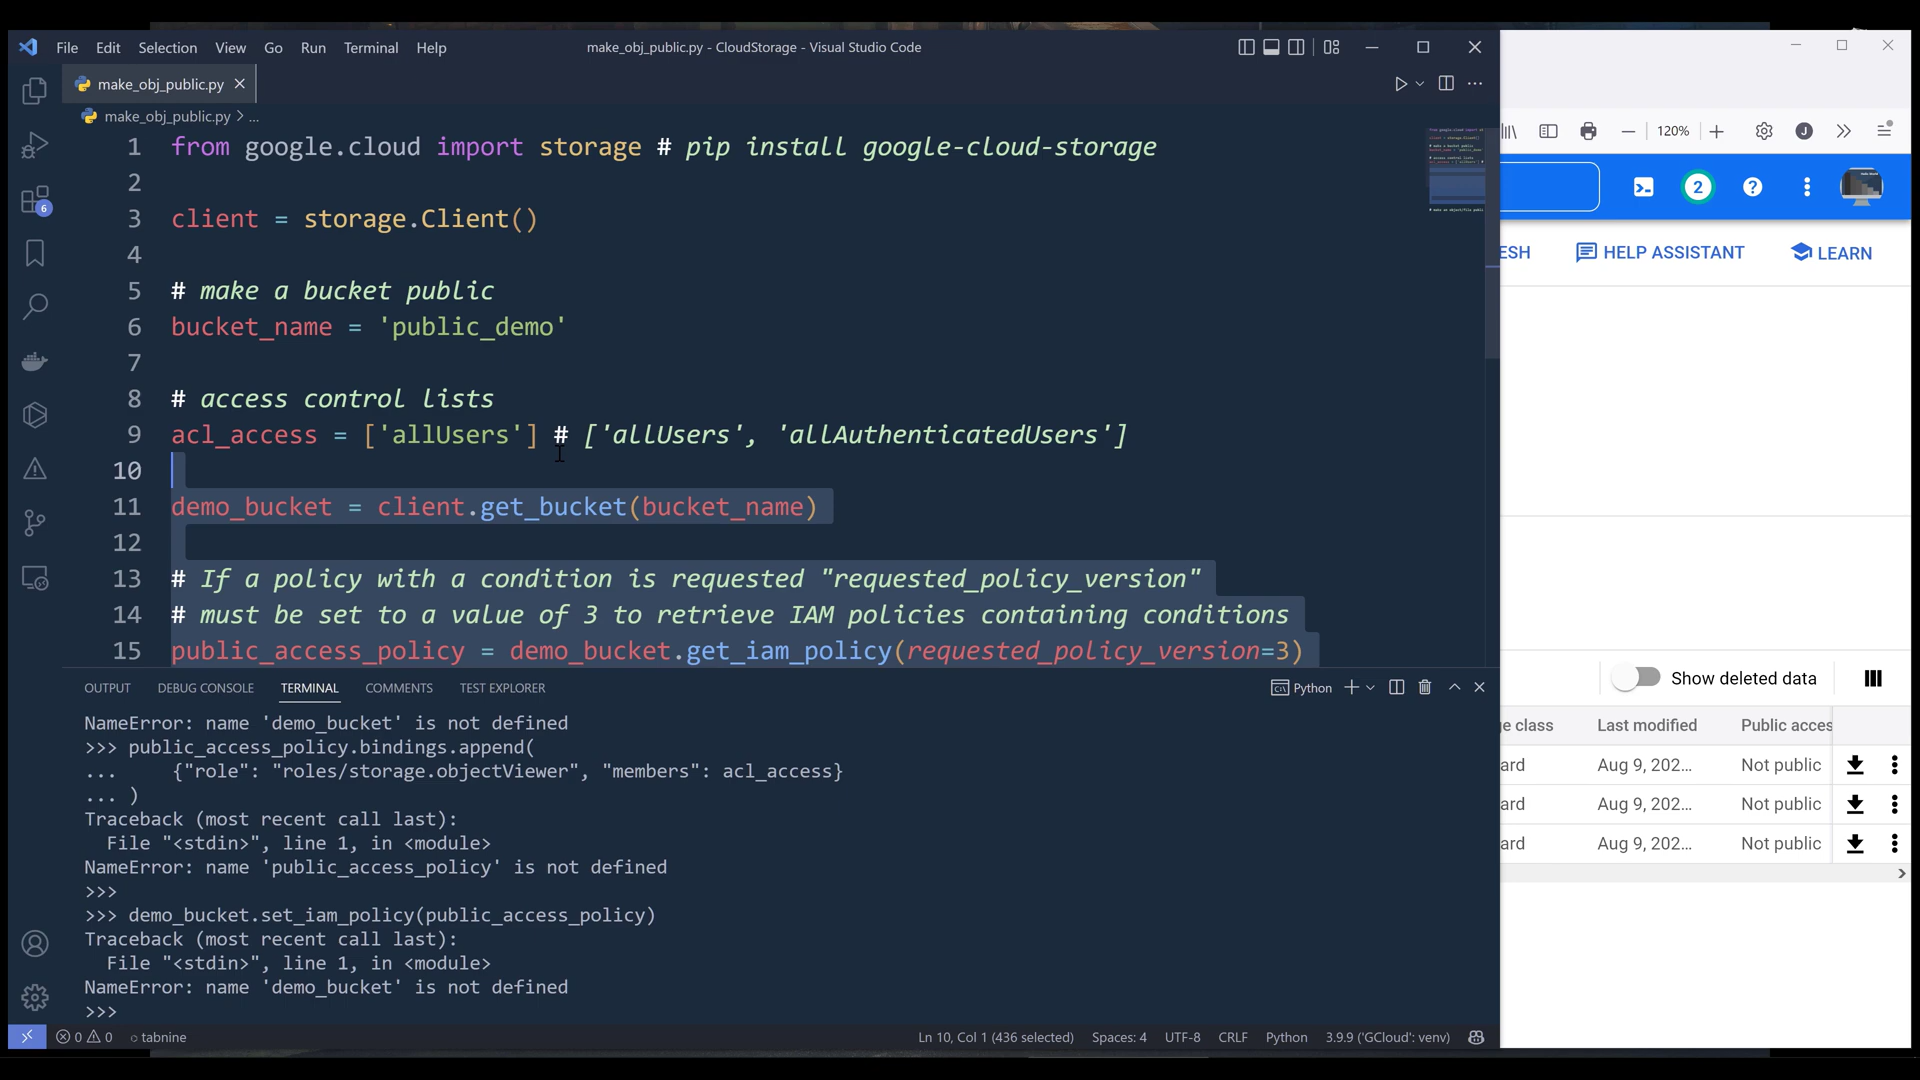 File Edit Selection View Go Run Terminal Help
make_obj_public.py - CloudStorage - Visual Studio Code
make_obj_public.py
make_obj_public.py > ...
1 from google.cloud import storage # pip install google-cloud-storage
2
3 client = storage.Client()
4
5 # make a bucket public
6 bucket_name = 'public_demo'
7
8 # access control lists
9 acl_access = ['allUsers'] # ['allUsers', 'allAuthenticatedUsers']
10
11 demo_bucket = client.get_bucket(bucket_name)
12
13 # If a policy with a condition is requested "requested_policy_version"
14 # must be set to a value of 3 to retrieve IAM policies containing conditions
15 public_access_policy = demo_bucket.get_iam_policy(requested_policy_version=3)
6
OUTPUT DEBUG CONSOLE TERMINAL COMMENTS TEST EXPLORER
Python
NameError: name 'demo_bucket' is not defined
>>> public_access_policy.bindings.append(
...     {"role": "roles/storage.objectViewer", "members": acl_access}
... )
Traceback (most recent call last):
  File "<stdin>", line 1, in <module>
NameError: name 'public_access_policy' is not defined
>>>
>>> demo_bucket.set_iam_policy(public_access_policy)
Traceback (most recent call last):
  File "<stdin>", line 1, in <module>
NameError: name 'demo_bucket' is not defined
>>>
0 0 tabnine
Ln 10, Col 1 (436 selected) Spaces: 4 UTF-8 CRLF Python 3.9.9 ('GCloud': venv)
120% J
2
ESH HELP ASSISTANT LEARN
Show deleted data
e class Last modified Public acces
ard Aug 9, 202... Not public
ard Aug 9, 202... Not public
ard Aug 9, 202... Not public